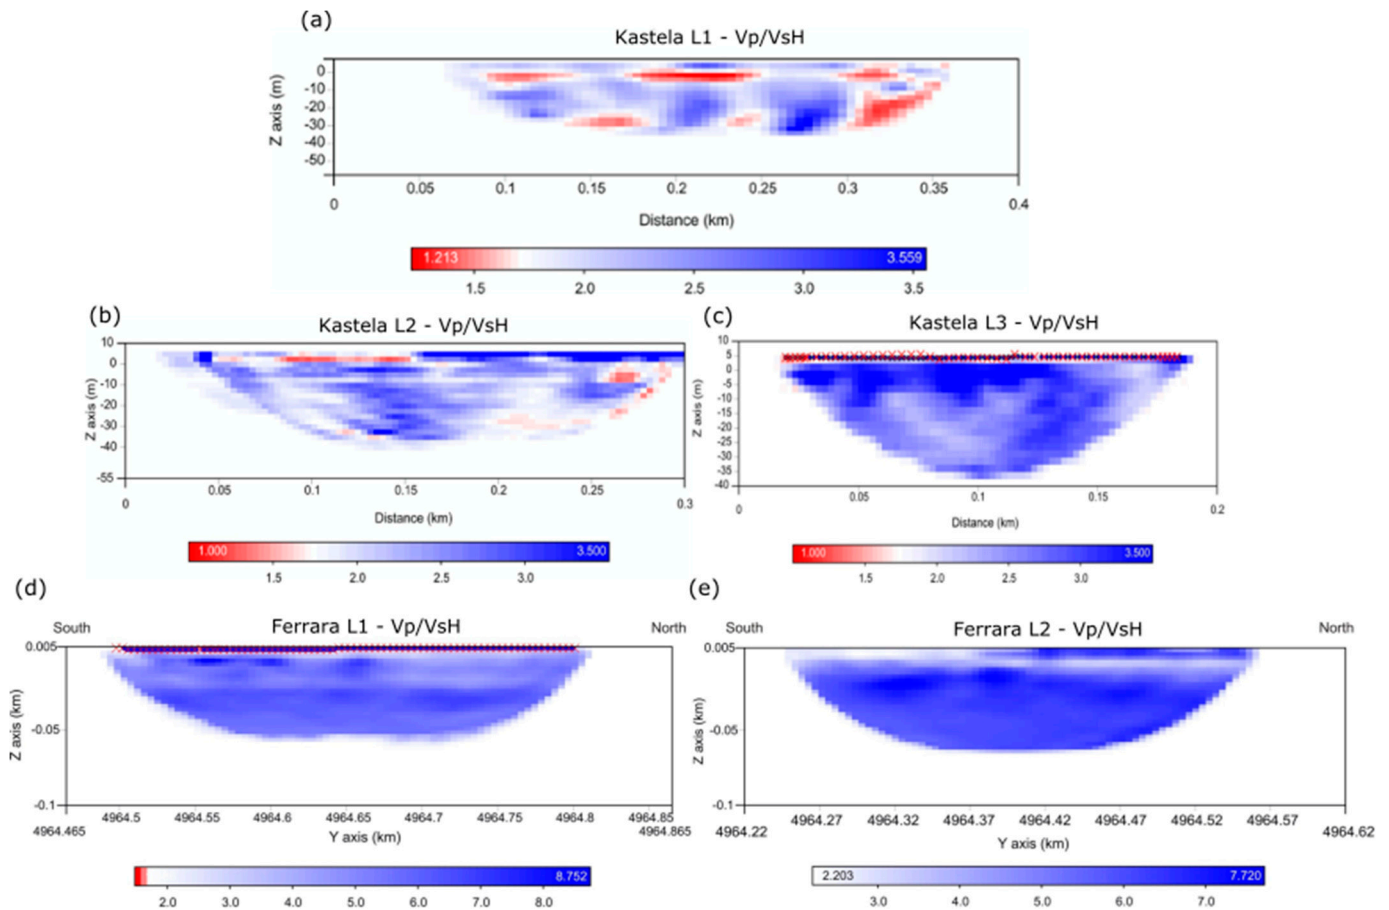 (a)
Kastela L1 - Vp/VsH
Z axis (m)
0
-10
-20
-30
-40
-50
0.05 0.1 0.15 0.2 0.25 0.3 0.35
0 0.4
Distance (km)
1.213 3.559
1.5 2.0 2.5 3.0 3.5
(b)
Kastela L2 - Vp/VsH
Z axis (m)
10
0
-10
-20
-30
-40
-55
0.05 0.1 0.15 0.2 0.25
0 0.3
Distance (km)
1.000 3.500
1.5 2.0 2.5 3.0
(c)
Kastela L3 - Vp/VsH
Z axis (m)
10
5
0
-5
-10
-15
-20
-25
-30
-35
-40
0.05 0.1 0.15
0 0.2
Distance (km)
1.000 3.500
1.5 2.0 2.5 3.0
(d)
South North
Ferrara L1 - Vp/VsH
Z axis (km)
0.005
-0.05
-0.1
4964.5 4964.55 4964.6 4964.65 4964.7 4964.75 4964.8 4964.85
4964.465 4964.865
Y axis (km)
8.752
2.0 3.0 4.0 5.0 6.0 7.0 8.0
(e)
South North
Ferrara L2 - Vp/VsH
Z axis (km)
0.005
-0.05
-0.1
4964.27 4964.32 4964.37 4964.42 4964.47 4964.52 4964.57
4964.22 4964.62
Y axis (km)
2.203 7.720
3.0 4.0 5.0 6.0 7.0